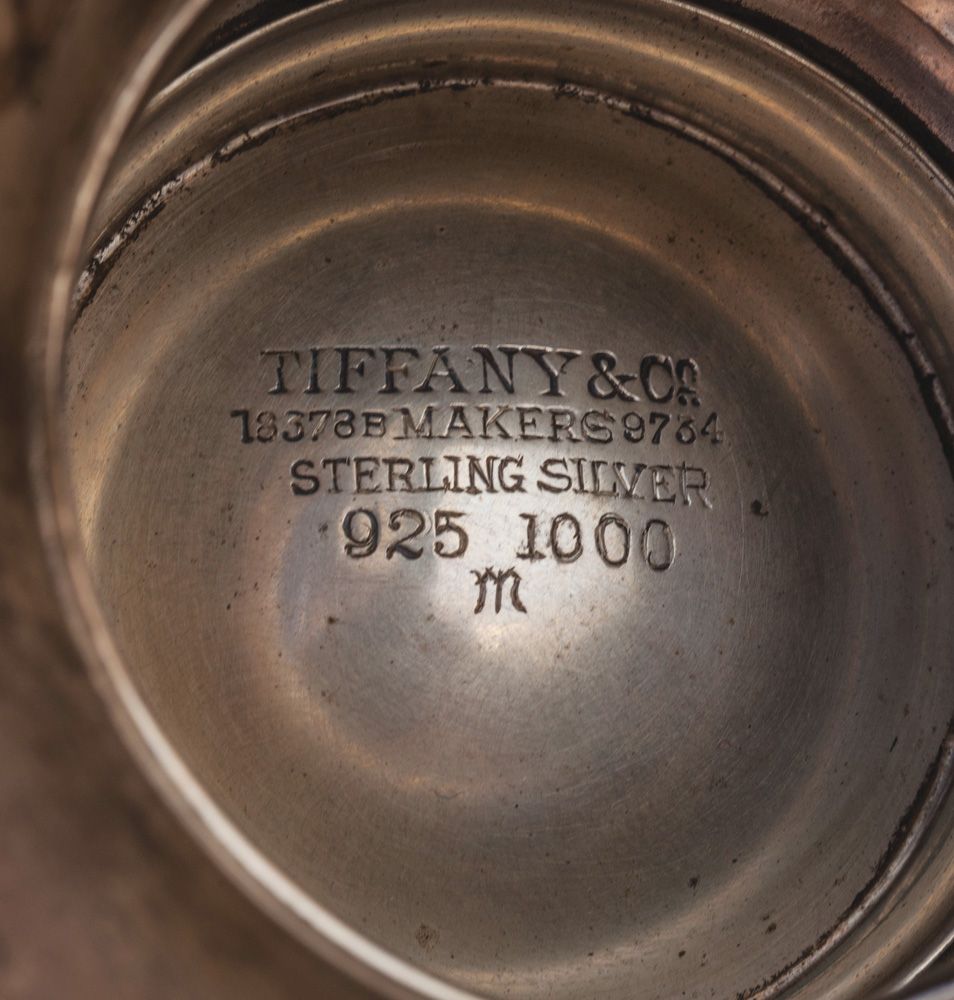 TIFFANY & Co.
18378B MAKERS 9734
STERLING SILVER
925 1000
m